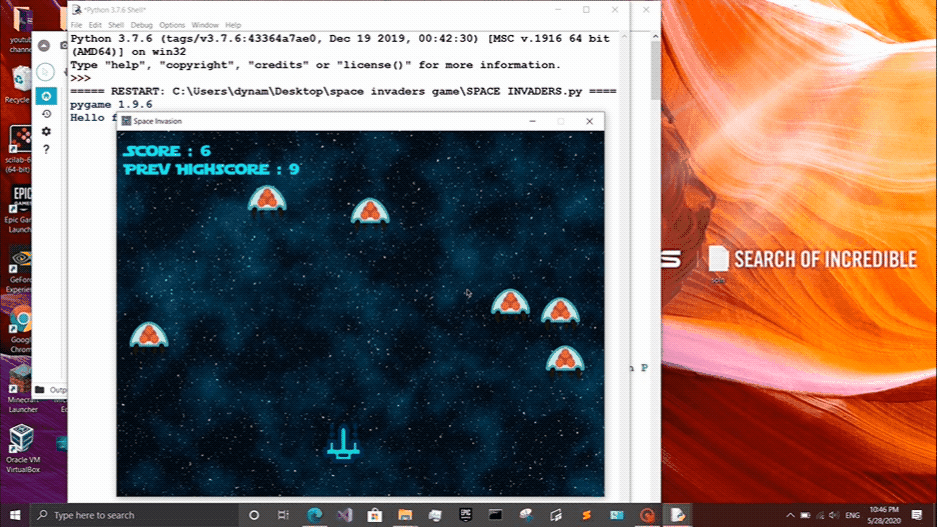 *Python 3.7.6 Shell*
File Edit Shell Debug Options Window Help
Python 3.7.6 (tags/v3.7.6:43364a7ae0, Dec 19 2019, 00:42:30) [MSC v.1916 64 bit
(AMD64)] on win32
Type "help", "copyright", "credits" or "license()" for more information.
>>>
===== RESTART: C:\Users\dynam\Desktop\space invaders game\SPACE INVADERS.py ====
pygame 1.9.6
Hello f
Space Invasion
SCORE : 6
PREV HIGHSCORE : 9
SEARCH OF INCREDIBLE
n P
youtu
channe
Recycle
scilab-6
(64-bit)
Epic Gam
Launch
GeForc
Experien
Googl
Chrom
Minecra
Launcher
Outp
Oracle VM
VirtualBox
Type here to search
ENG
10:46 PM
5/28/2020